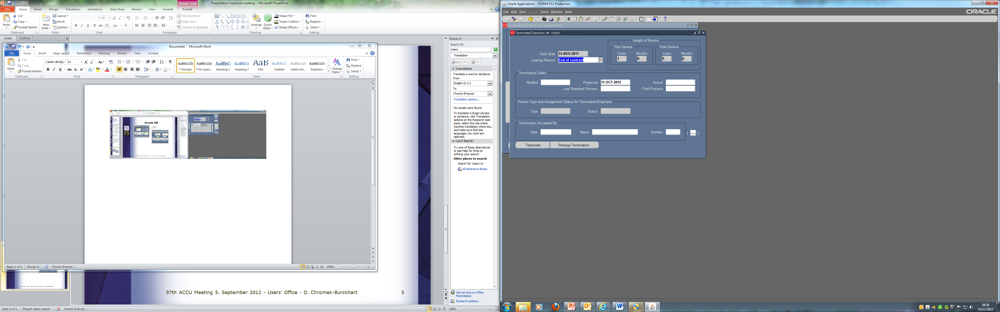 Presentation Greybook meeting - Microsoft PowerPoint
Picture Tools
File Home Insert Design Transitions Animations Slide Show Review View Acrobat Format
Paste
Cut
Copy
Format Painter
Clipboard
New
Slide
Layout
Reset
Section
Slides
20
Font
Paragraph
Text Direction
Align Text
Convert to SmartArt
Arrange
Quick
Styles
Shape Fill
Shape Outline
Shape Effects
Drawing
Find
Replace
Select
Editing
Slides Outline
Document1 - Microsoft Word
File Home Insert Page Layout References Mailings Review View Acrobat
Paste
Cut
Copy
Format Painter
Clipboard
Calibri (Body) 11
Font
Paragraph
AaBbCcDc AaBbCcDc AaBbC( AaBbCc AaB AaBbCc. AaBbCcDc AaBbCcDc
¶ Normal ¶ No Spaci... Heading 1 Heading 2 Title Subtitle Subtle Em... Emphasis
Change
Styles
Styles
Find
Replace
Select
Editing
Oracle HR
Page: 1 of 1 Words: 0 French (France)
100%
97th ACCU Meeting 5. September 2012 - Users' Office - D. Chromek-Burckhart 5
Slide 5 of 5 "Project status report" French (France)
139%
Research
Search for:
Users
Translation
Back
Translation
Translate a word or sentence.
From
English (U.S.)
To
French (France)
Translation options...
No results were found.
To translate a longer phrase
or sentence, click Translation
options on the Research task
pane, select the Use online
machine translation check box,
and make sure that the
languages you want are
selected.
Can't find it?
Try one of these alternatives
or see Help for hints on
refining your search.
Other places to search
Search for 'Users' in:
All Reference Books
Get services on Office
Marketplace
Research options...
Oracle Applications - PCERNI R12 Production
File Edit View Folder Tools Window Help
ORACLE
Combined Person & Assignment Form
Terminate(Trubnikov, Mr. Victor)
Length of Service
This Service Total Service
Years Months Years Months
1 0 5 6
Date Start 14-NOV-2011
Leaving Reason End of contract
Termination Dates
Notified Projected 31-OCT-2012 Actual
Last Standard Process Final Process
Person Type and Assignment Status for Terminated Employee
Type Status
Termination Accepted By
Date Name Number
[ ..... ]
Terminate Reverse Termination
08:30
15/11/2012